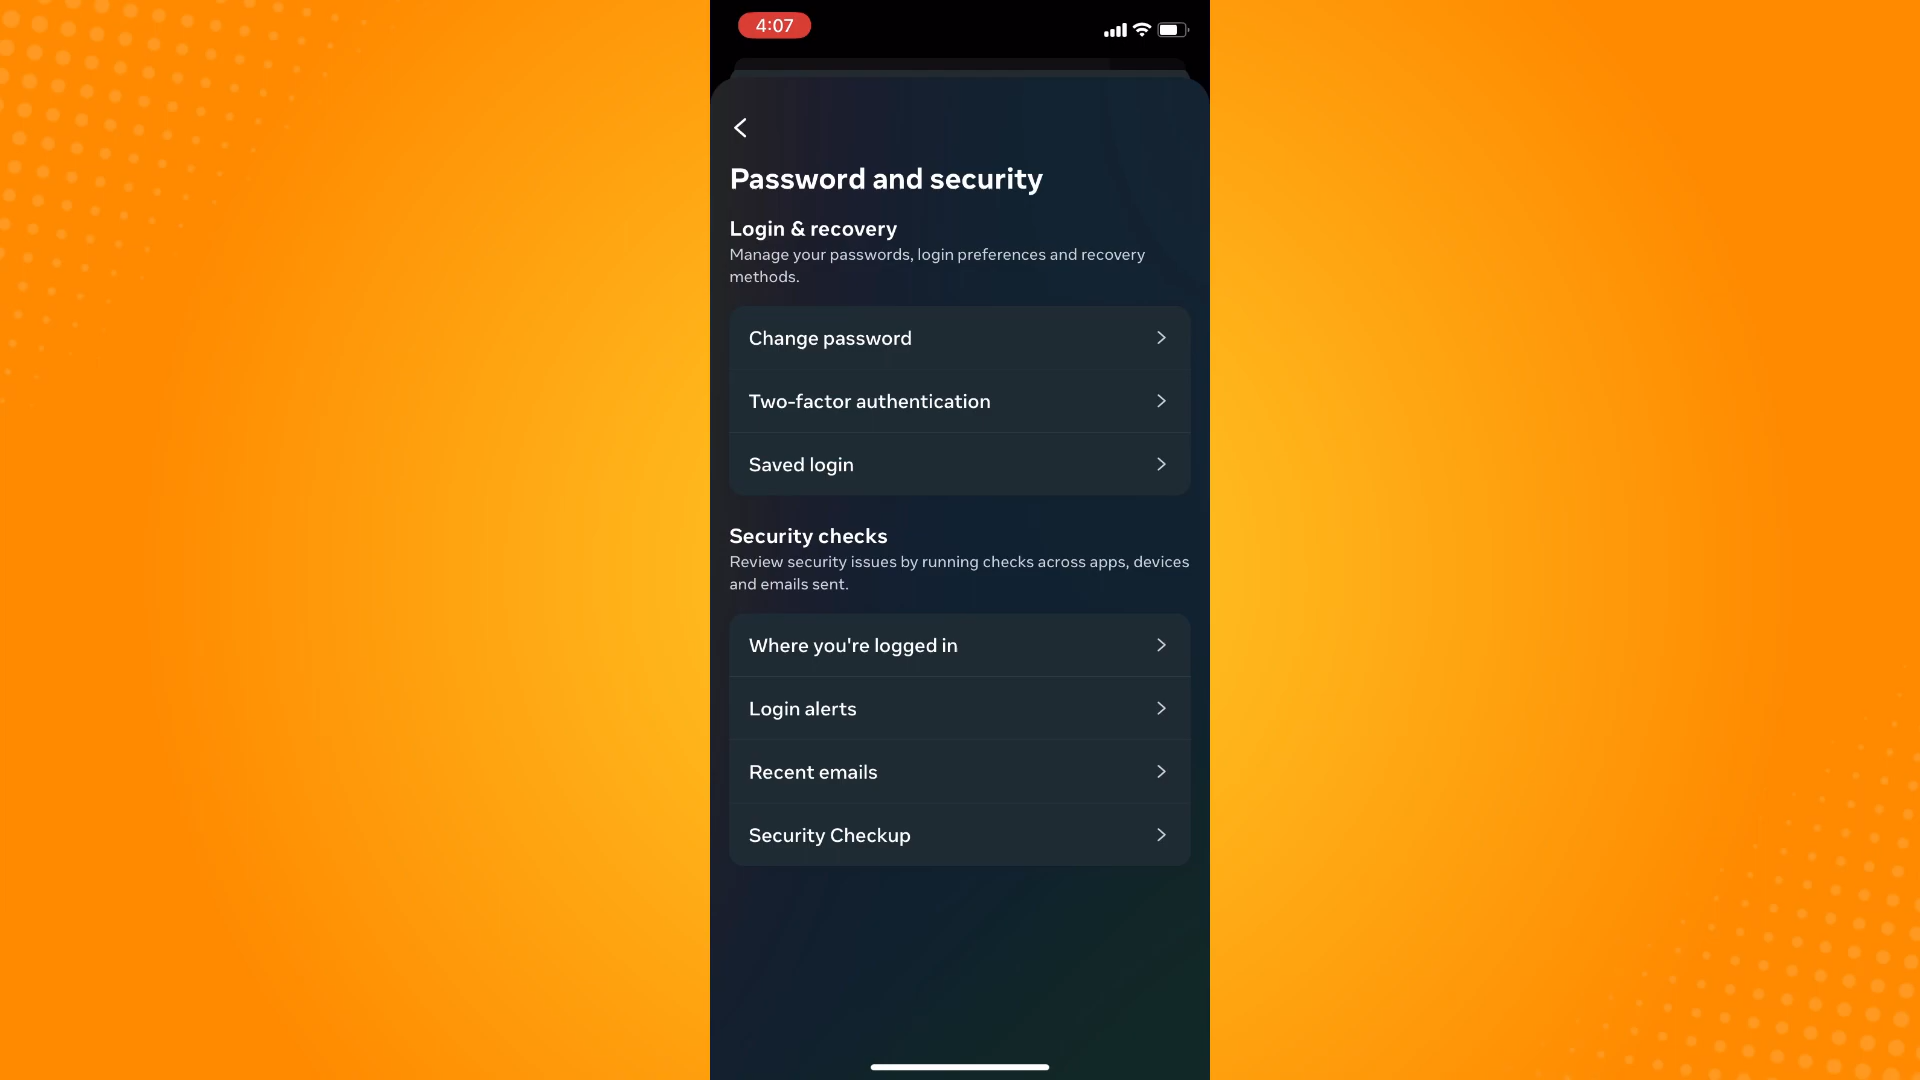 4:07
Password and security
Login & recovery
Manage your passwords, login preferences and recovery
methods.
Change password
Two-factor authentication
Saved login
Security checks
Review security issues by running checks across apps, devices
and emails sent.
Where you're logged in
Login alerts
Recent emails
Security Checkup